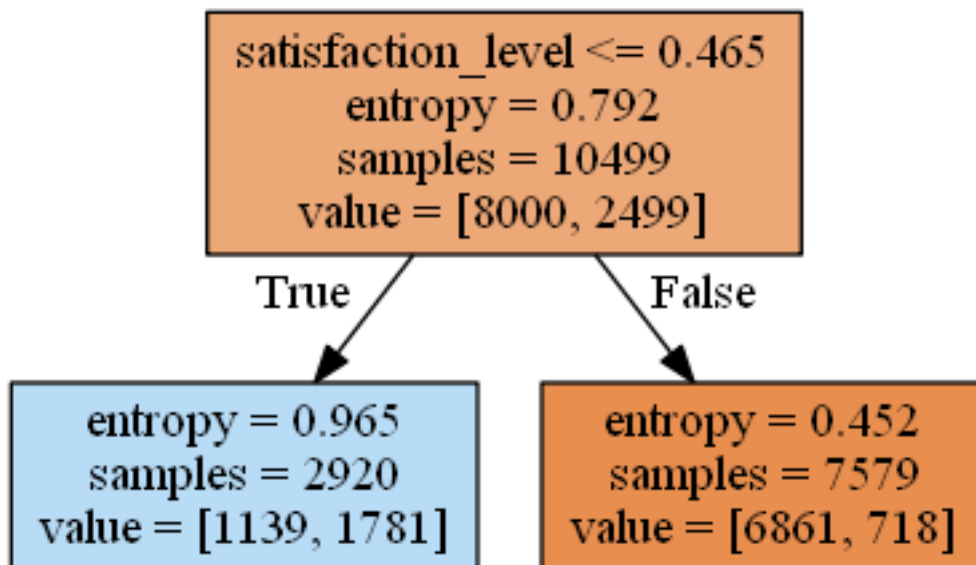 satisfaction_level <= 0.465
entropy = 0.792
samples = 10499
value = [8000, 2499]
True
False
entropy = 0.965
samples = 2920
value = [1139, 1781]
entropy = 0.452
samples = 7579
value = [6861, 718]